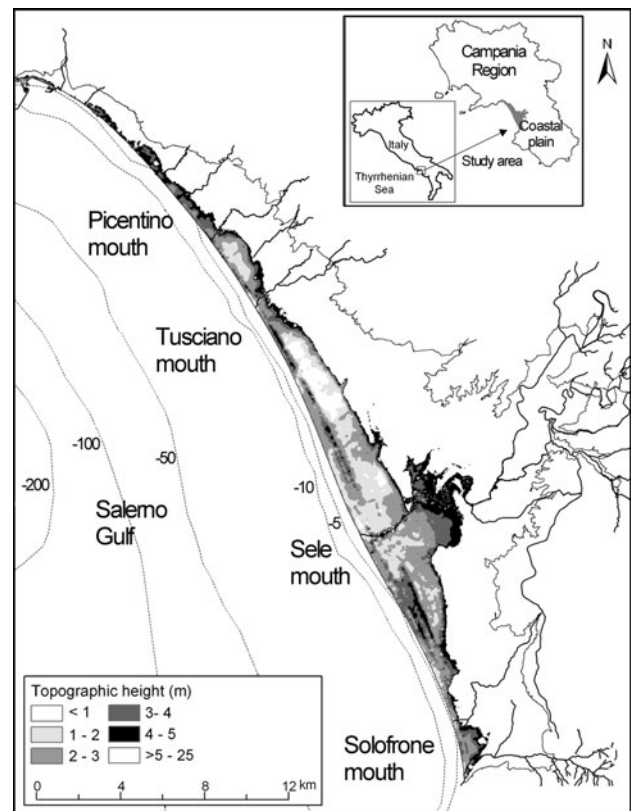 Campania
Region
N
Coastal
plain
Italy
Study area
Thyrrhenian
Sea
Picentino
mouth
Tusciano
mouth
-200
-100
-50
-10
-5
Salerno
Gulf
Sele
mouth
Solofrone
mouth
Topographic height (m)
< 1
3- 4
1 - 2
4 - 5
2 - 3
>5 - 25
0 4 8 12 km